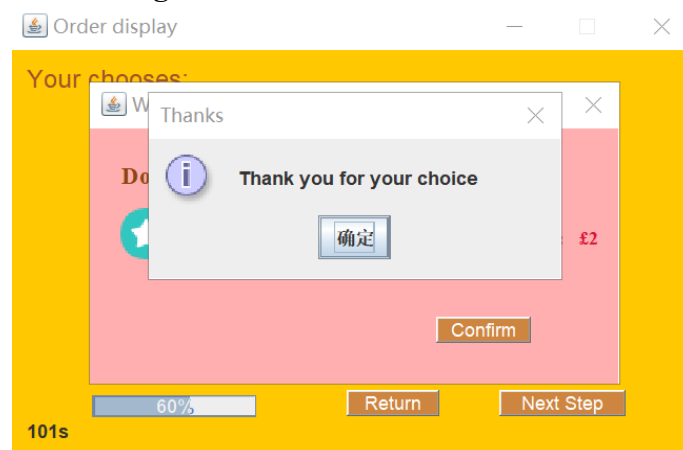 Order display
Your chooses:
W
Thanks
Do
Thank you for your choice
£2
确定
Confirm
60%
Return
Next Step
101s